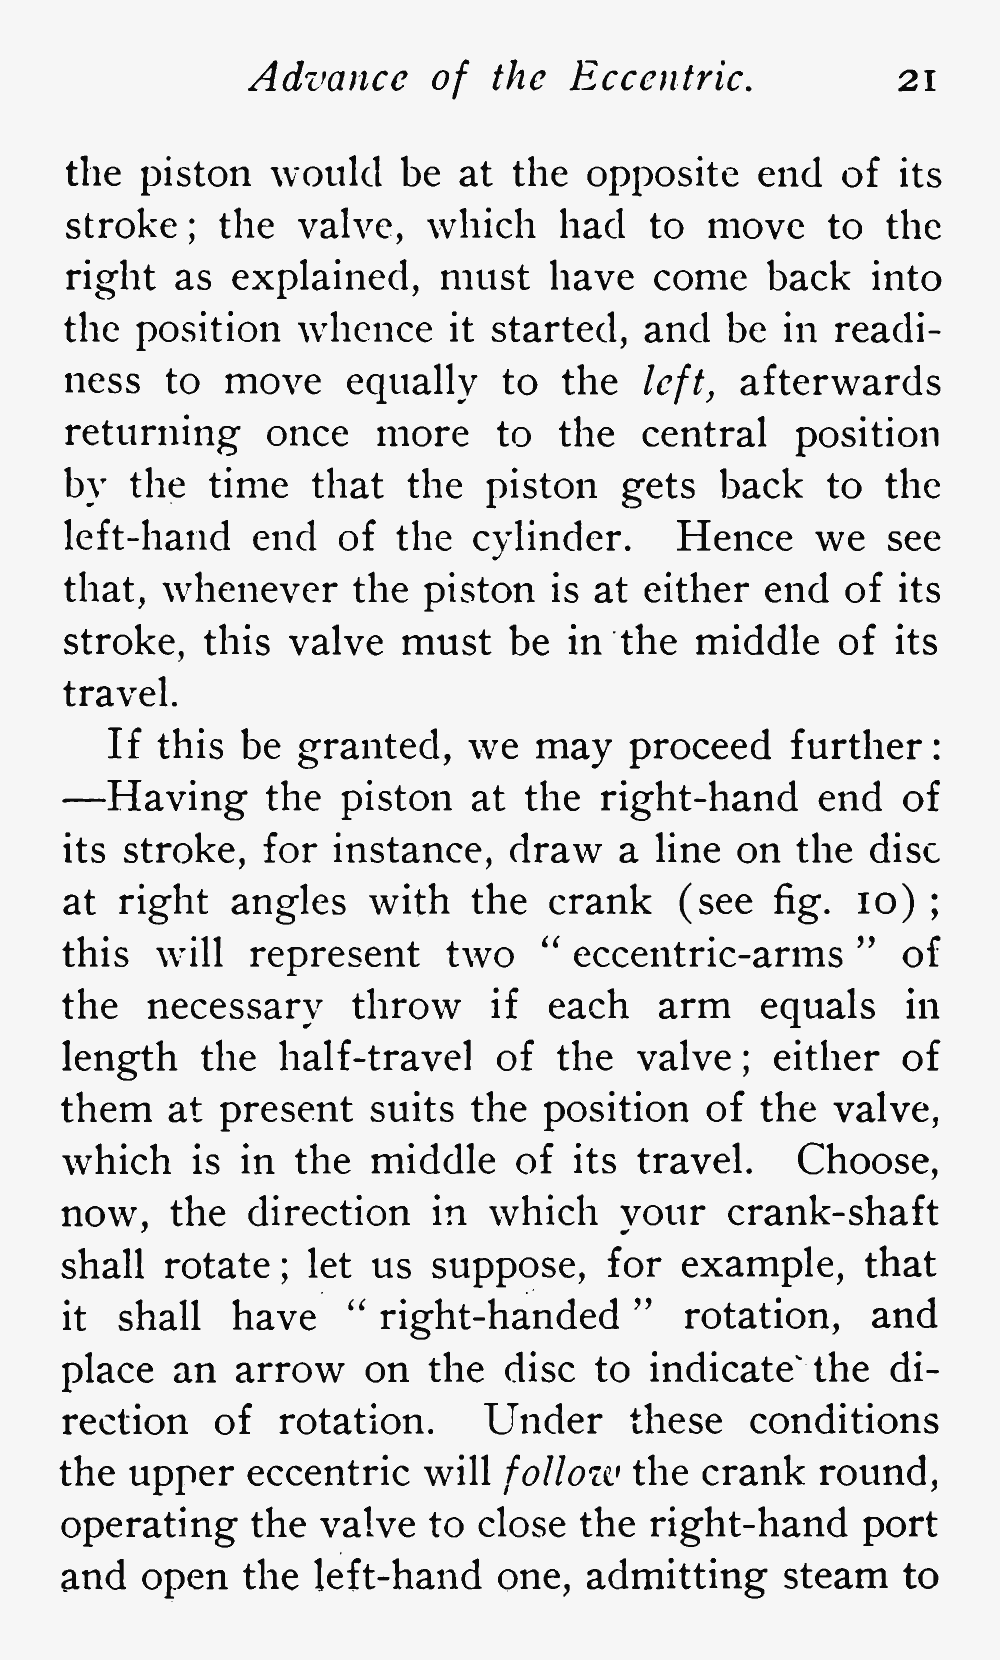 Advance of the Eccentric. 21
the piston would be at the opposite end of its
stroke; the valve, which had to move to the
right as explained, must have come back into
the position whence it started, and be in readi-
ness to move equally to the left, afterwards
returning once more to the central position
by the time that the piston gets back to the
left-hand end of the cylinder. Hence we see
that, whenever the piston is at either end of its
stroke, this valve must be in the middle of its
travel.
If this be granted, we may proceed further:
—Having the piston at the right-hand end of
its stroke, for instance, draw a line on the disc
at right angles with the crank (see fig. 10);
this will represent two “eccentric-arms” of
the necessary throw if each arm equals in
length the half-travel of the valve; either of
them at present suits the position of the valve,
which is in the middle of its travel. Choose,
now, the direction in which your crank-shaft
shall rotate; let us suppose, for example, that
it shall have “right-handed” rotation, and
place an arrow on the disc to indicate the di-
rection of rotation. Under these conditions
the upper eccentric will follow the crank round,
operating the valve to close the right-hand port
and open the left-hand one, admitting steam to